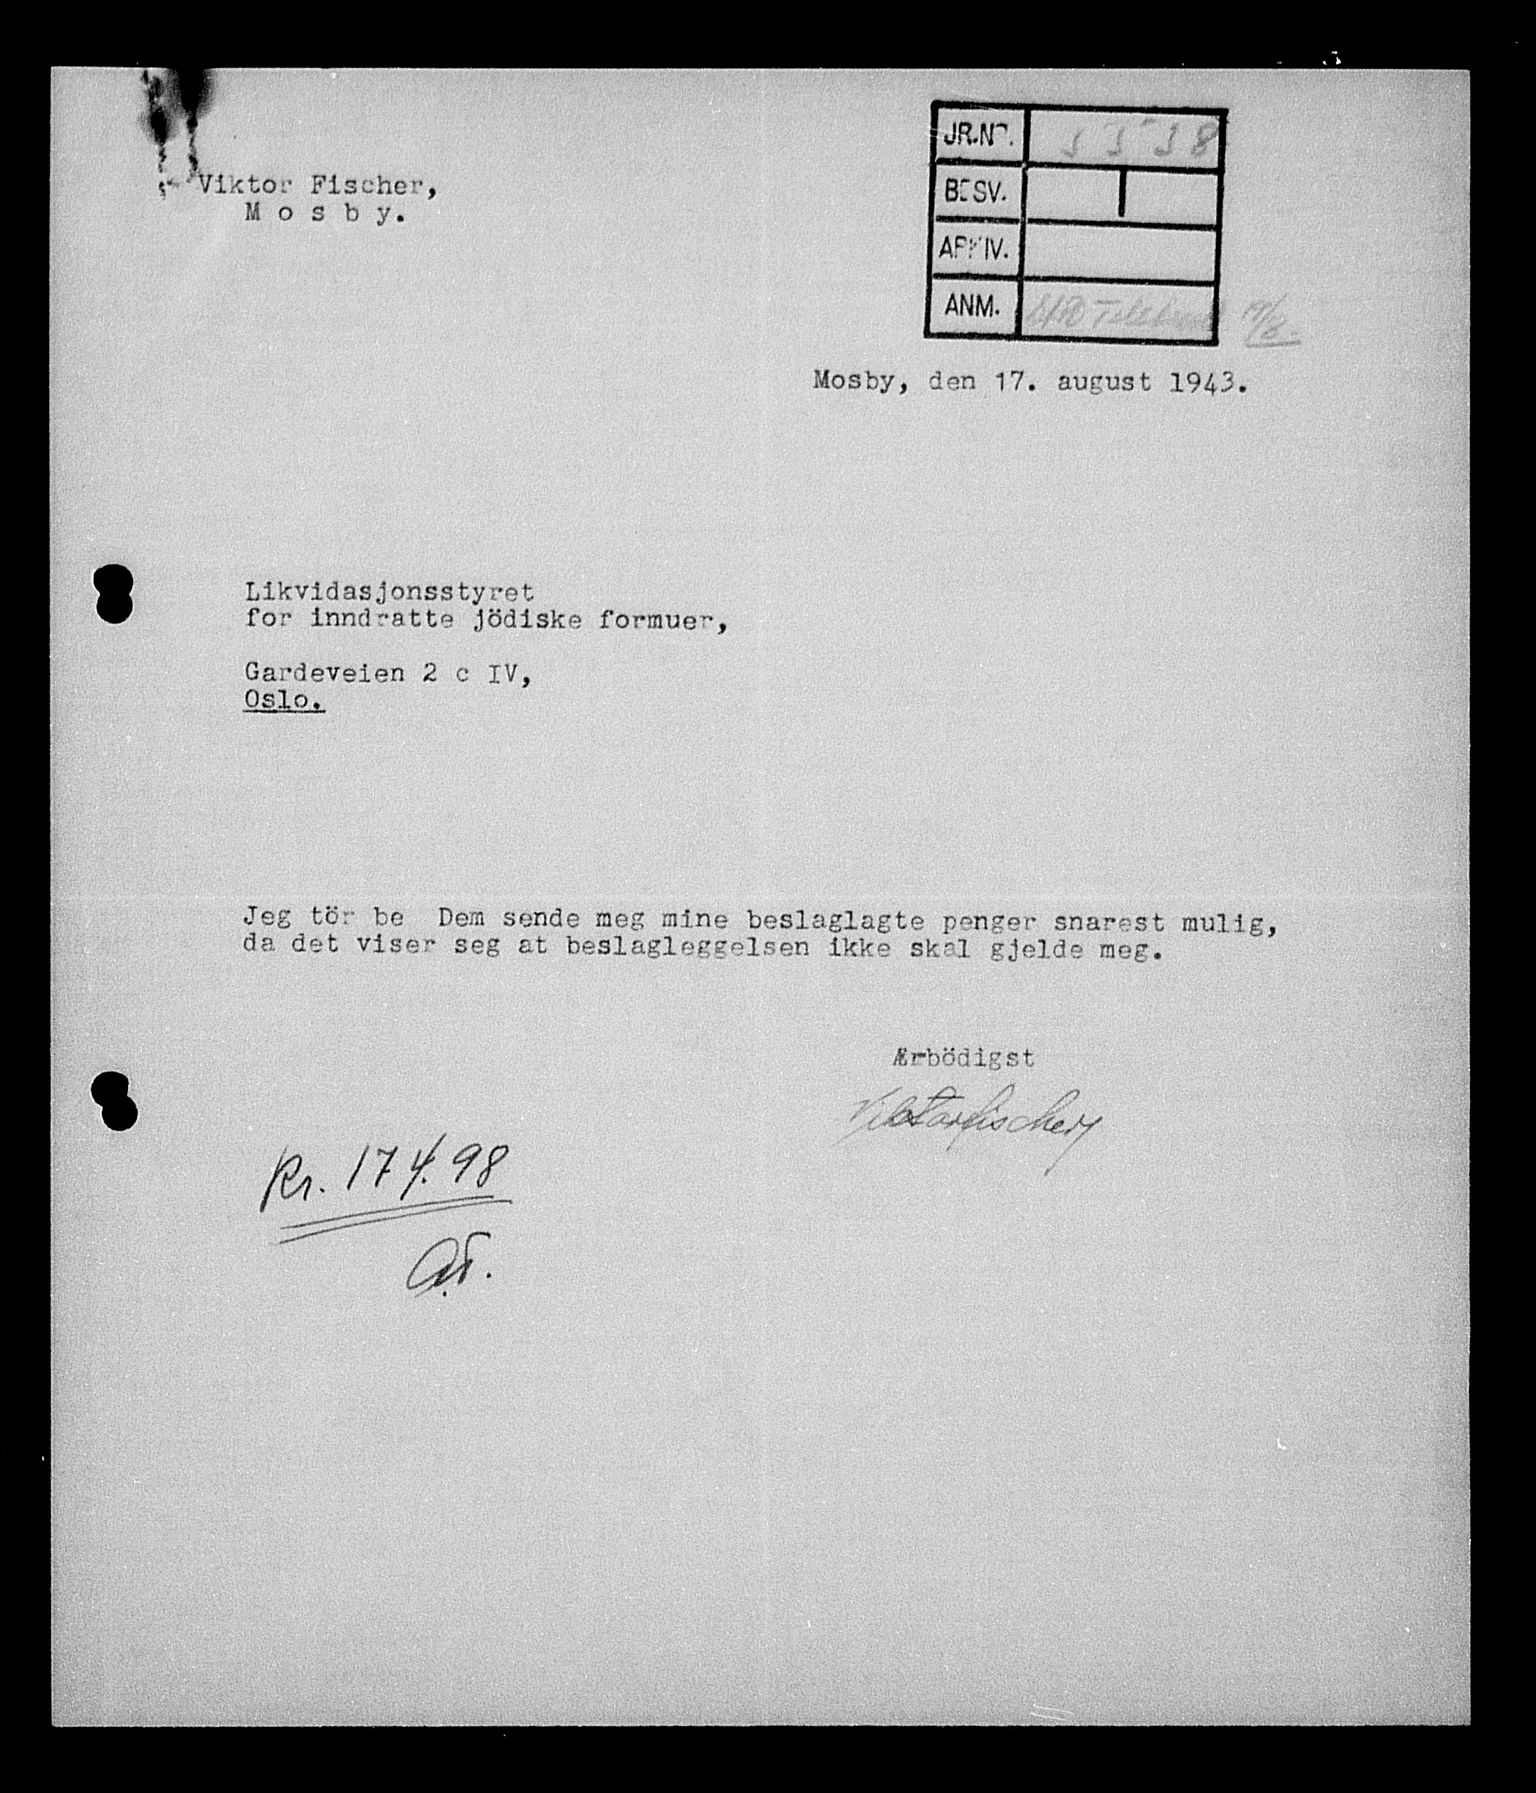 Viktor Fischer,
M o s b y.
JR.NR.
BESV.
ARKIV.
ANM.
Mosby, den 17. august 1943.
Likvidasjonsstyret
for inndratte jödiske formuer,
Gardeveien 2 c IV,
Oslo.
Jeg tör be Dem sende meg mine beslaglagte penger snarest mulig,
da det viser seg at beslagleggelsen ikke skal gjelde meg.
Ærbödigst
Viktor Fischer
Kr. 174.98